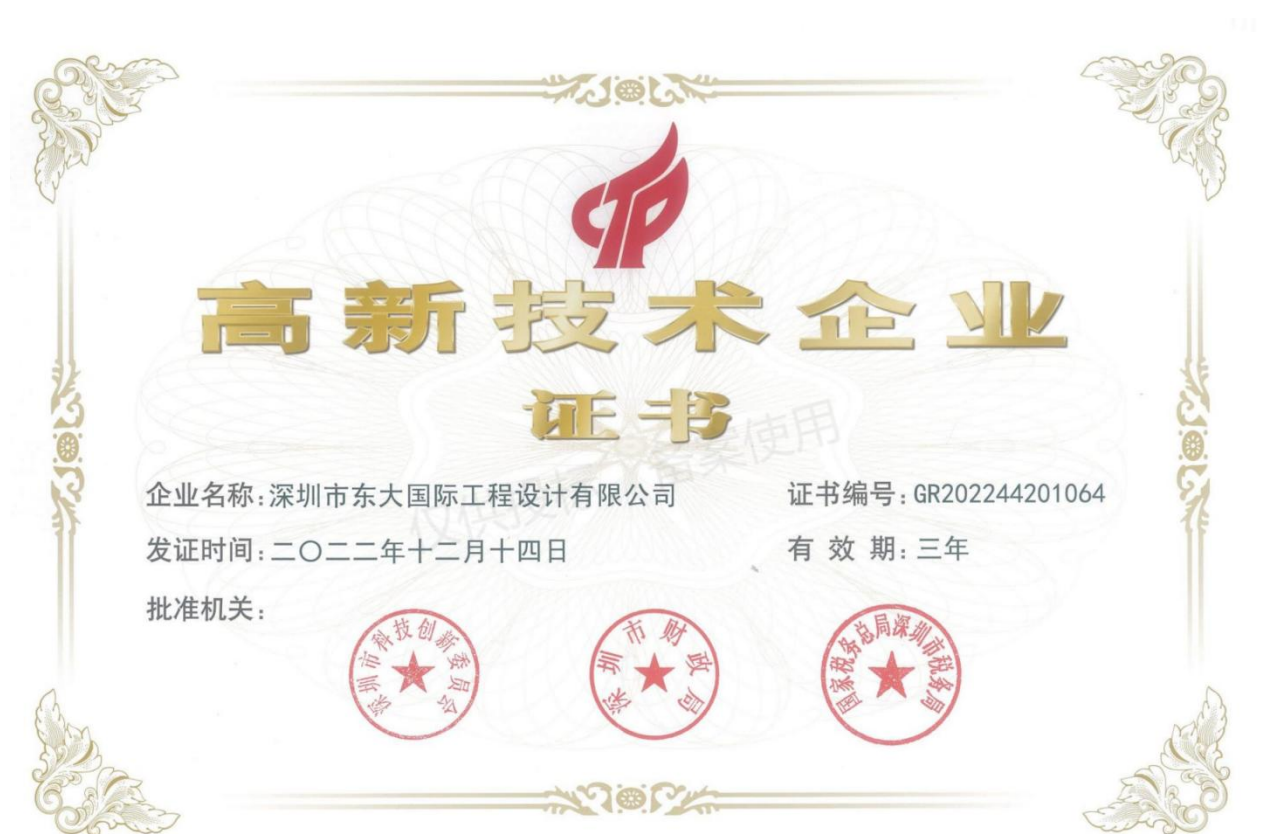 高新技术企业
证书
企业名称:深圳市东大国际工程设计有限公司
证书编号:GR202244201064
发证时间:二〇二二年十二月十四日
有效期:三年
批准机关:
深圳市科技创新委员会
深圳市财政局
国家税务总局深圳市税务局
备案使用